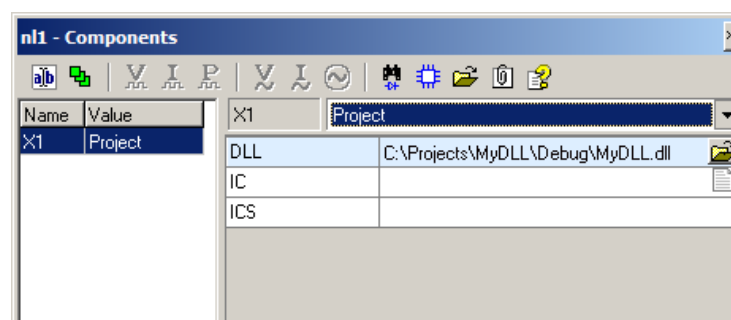 nl1 - Components
a|b V I P V I
Name Value X1 Project
X1 Project DLL C:\Projects\MyDLL\Debug\MyDLL.dll
IC
ICS